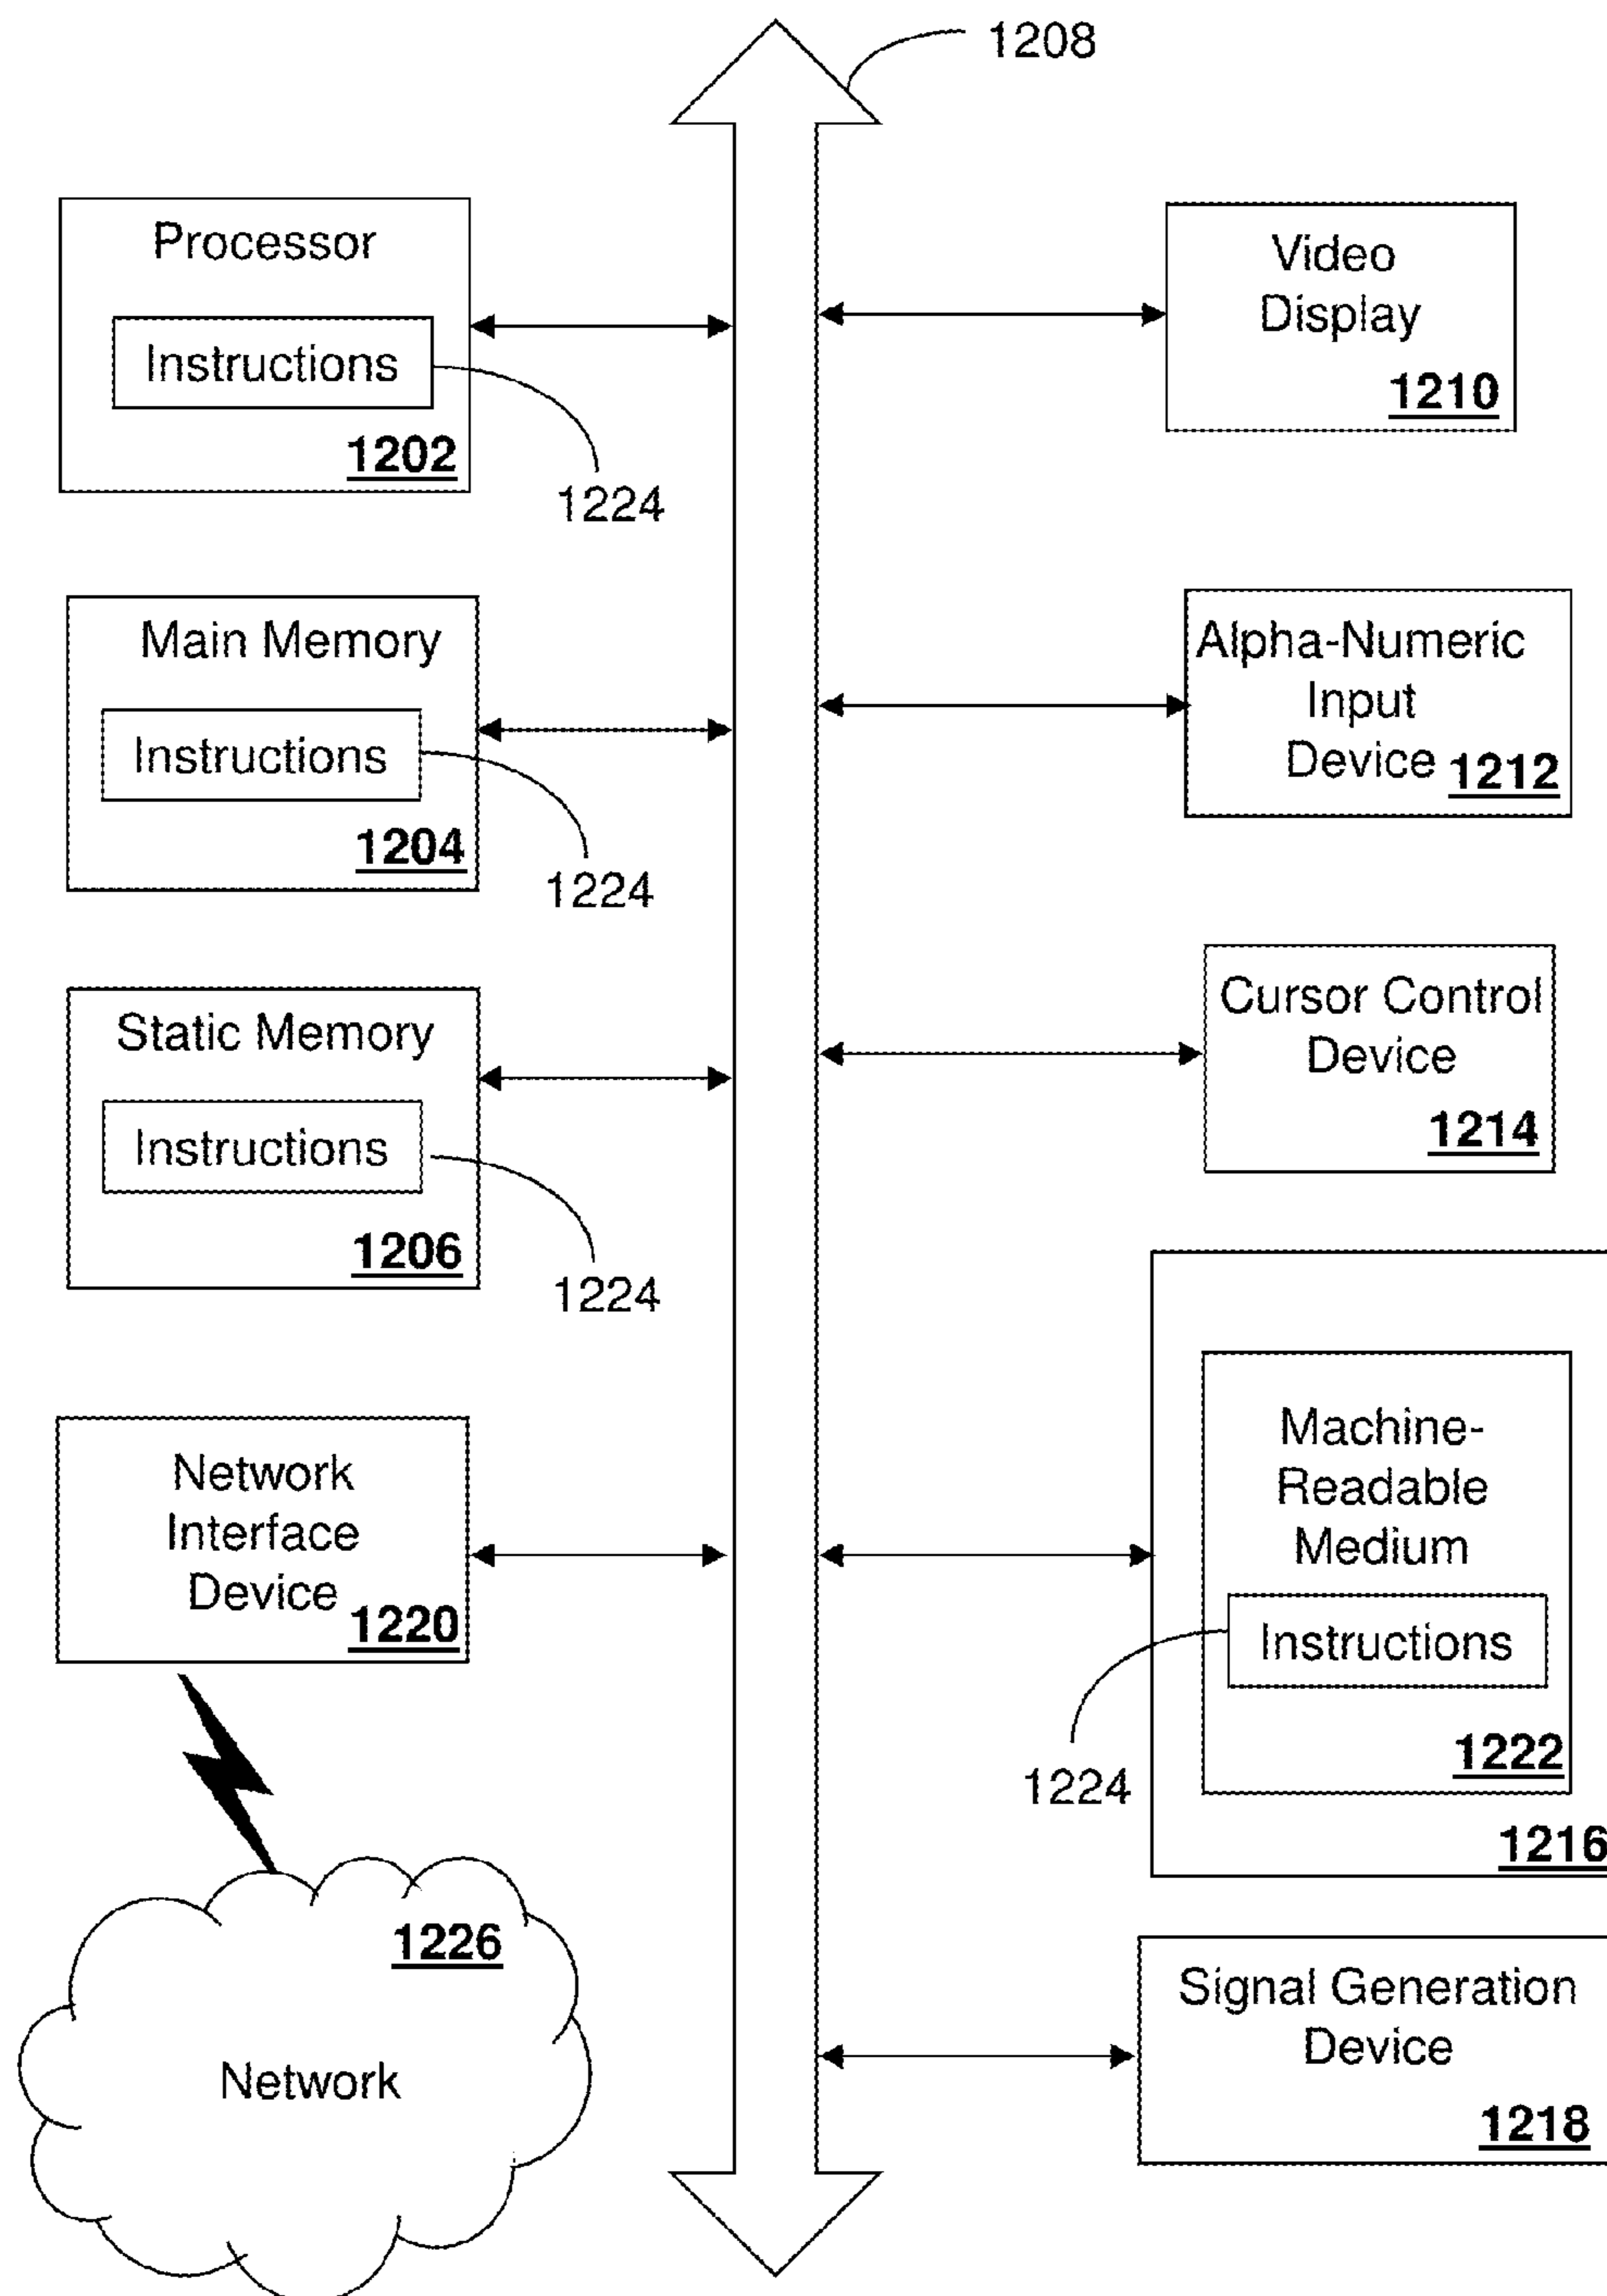 1208
Processor
Instructions
1202
1224
Main Memory
Instructions
1204
1224
Static Memory
Instructions
1206
1224
Network
Interface
Device
1220
1226
Network
Video
Display
1210
Alpha-Numeric
Input
Device 1212
Cursor Control
Device
1214
Machine-
Readable
Medium
Instructions
1222
1224
1216
Signal Generation
Device
1218